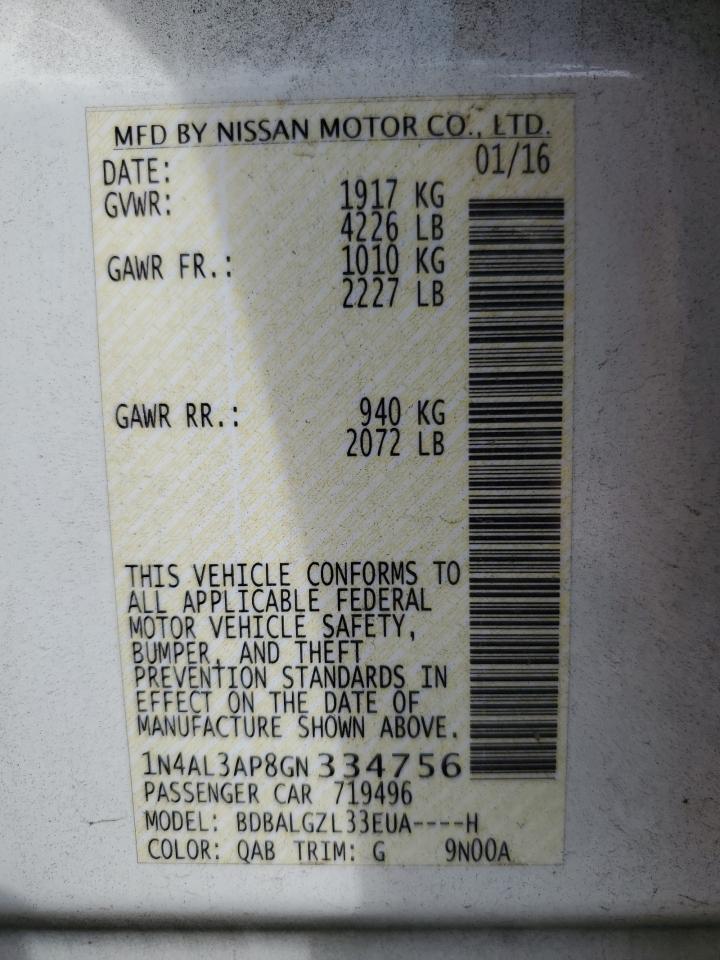 MFD BY NISSAN MOTOR CO., LTD.
DATE: 01/16
GVWR: 1917 KG
4226 LB
GAWR FR.: 1010 KG
2227 LB
GAWR RR.: 940 KG
2072 LB
THIS VEHICLE CONFORMS TO
ALL APPLICABLE FEDERAL
MOTOR VEHICLE SAFETY,
BUMPER, AND THEFT
PREVENTION STANDARDS IN
EFFECT ON THE DATE OF
MANUFACTURE SHOWN ABOVE.
1N4AL3AP8GN334756
PASSENGER CAR 719496
MODEL: BDBALGZL33EUA----H
COLOR: QAB TRIM: G 9N00A